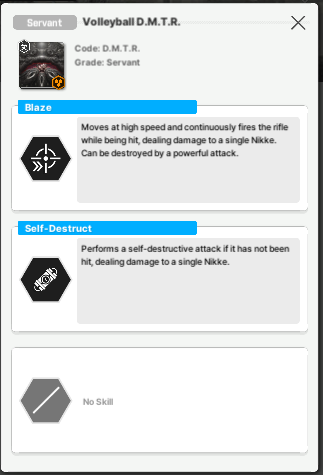 Servant Volleyball D.M.T.R.
Code: D.M.T.R.
Grade: Servant
Blaze
Moves at high speed and continuously fires the rifle
while being hit, dealing damage to a single Nikke.
Can be destroyed by a powerful attack.
Self-Destruct
Performs a self-destructive attack if it has not been
hit, dealing damage to a single Nikke.
No Skill